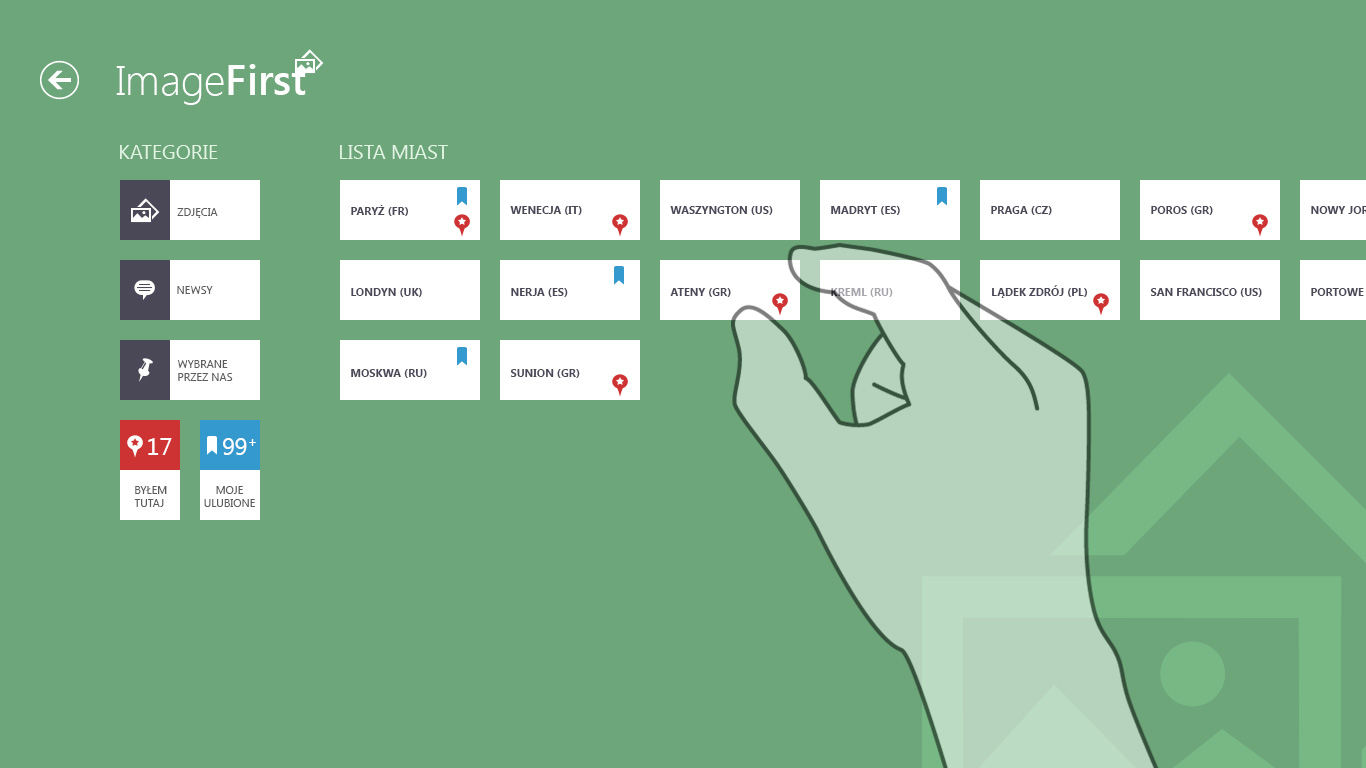 ImageFirst
KATEGORIE
LISTA MIAST
ZDJĘCIA
PARYŻ (FR)
WENECJA (IT)
WASZYNGTON (US)
MADRYT (ES)
PRAGA (CZ)
POROS (GR)
NOWY JOR
NEWSY
LONDYN (UK)
NERJA (ES)
ATENY (GR)
KREML (RU)
LĄDEK ZDRÓJ (PL)
SAN FRANCISCO (US)
PORTOWE
WYBRANE
PRZEZ NAS
MOSKWA (RU)
SUNION (GR)
17
99+
BYŁEM
TUTAJ
MOJE
ULUBIONE